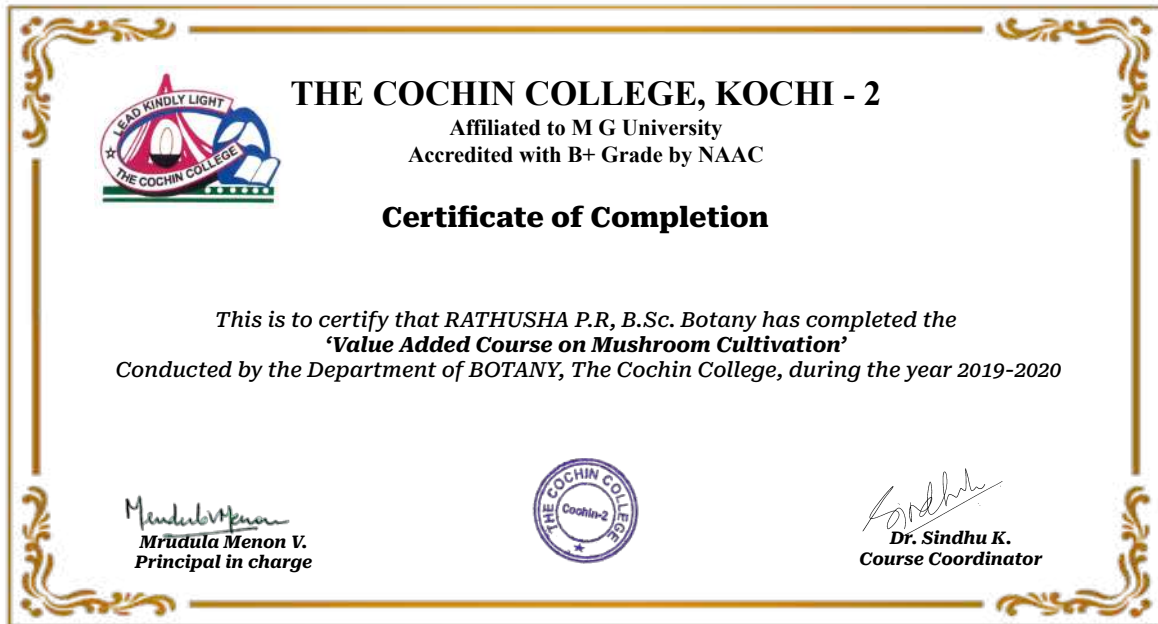 LEAD KINDLY LIGHT
THE COCHIN COLLEGE
THE COCHIN COLLEGE, KOCHI - 2
Affiliated to M G University
Accredited with B+ Grade by NAAC
Certificate of Completion
This is to certify that RATHUSHA P.R, B.Sc. Botany has completed the
‘Value Added Course on Mushroom Cultivation’
Conducted by the Department of BOTANY, The Cochin College, during the year 2019-2020
THE COCHIN COLLEGE
Cochin-2
Mrudula Menon V.
Principal in charge
Sindhu
Dr. Sindhu K.
Course Coordinator